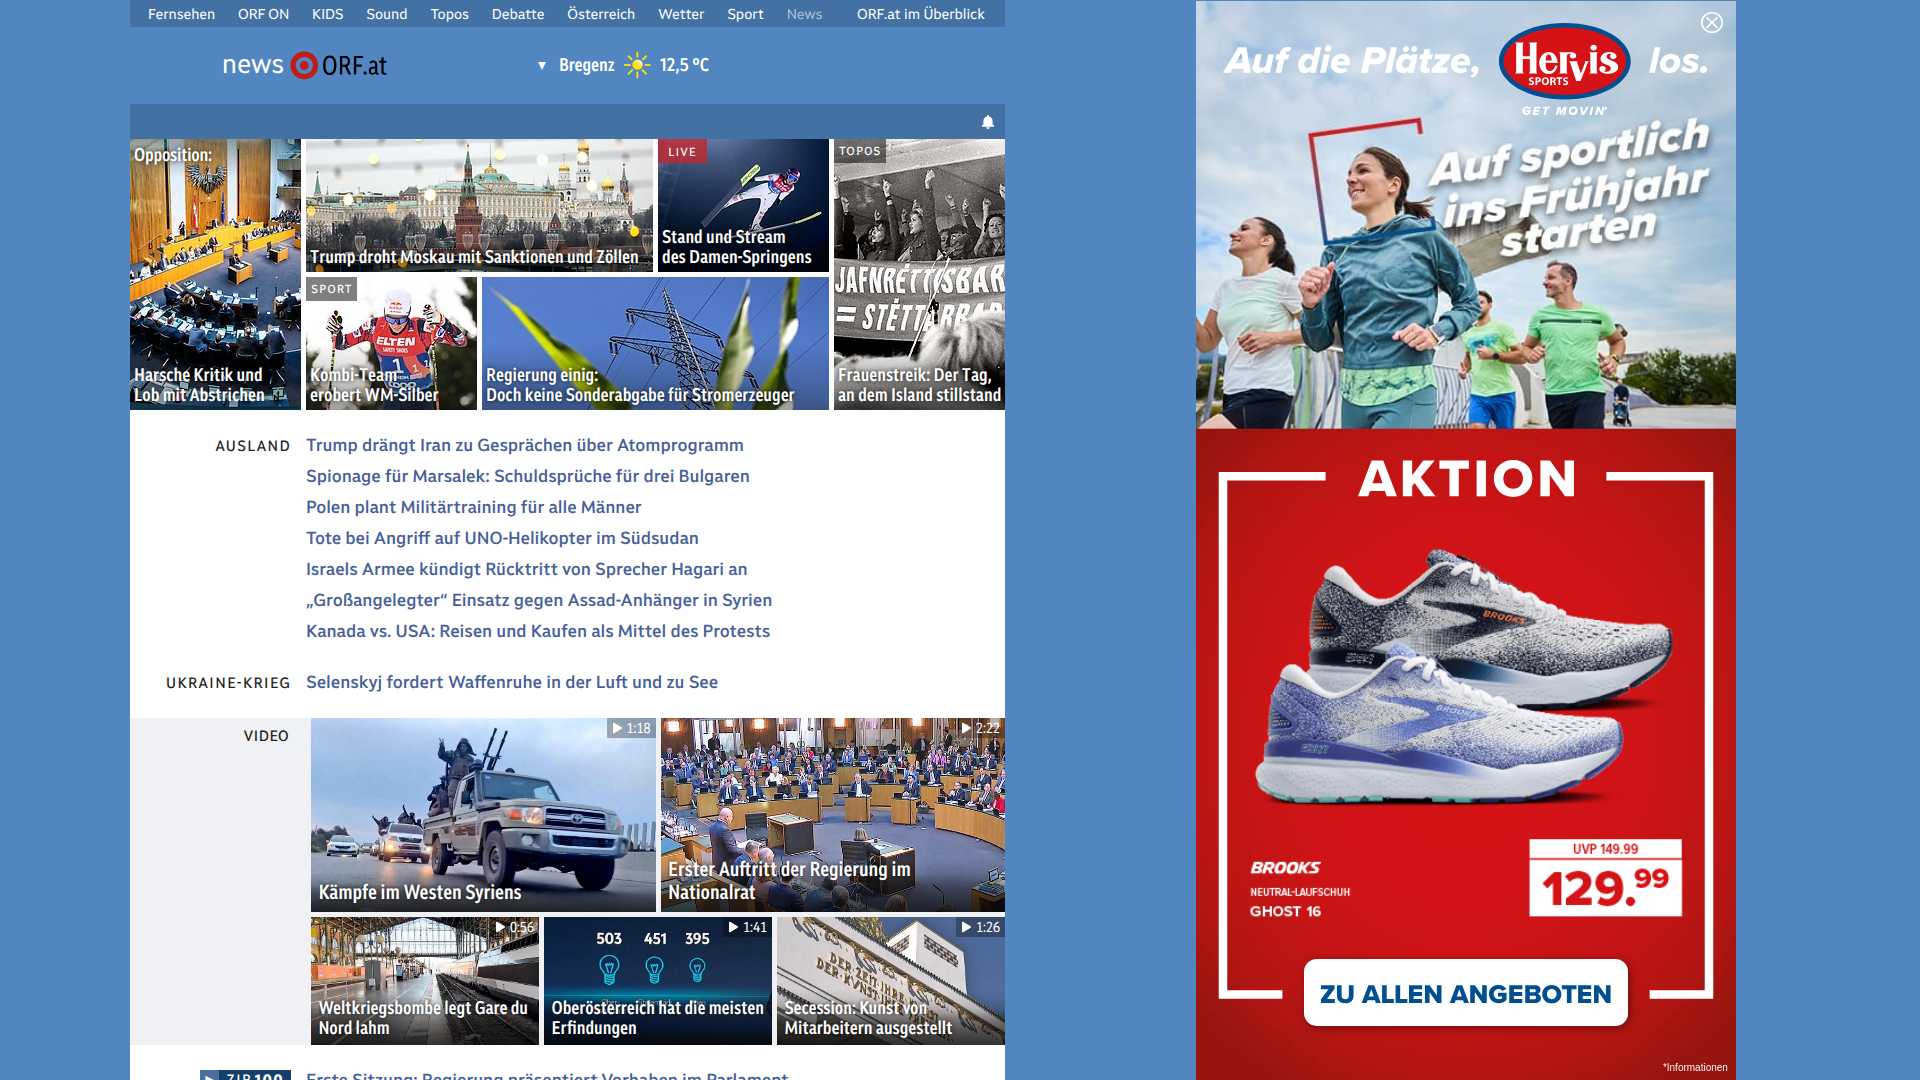 Fernsehen ORF ON KIDS Sound Topos Debatte Österreich Wetter Sport News ORF.at im Überblick
news ORF.at
Bregenz 12,5 °C
Opposition:
Harsche Kritik und
Lob mit Abstrichen
Trump droht Moskau mit Sanktionen und Zöllen
LIVE
Stand und Stream
des Damen-Springens
TOPOS
JAFNRÉTTISBAR
= STÉTTABAR
Frauenstreik: Der Tag,
an dem Island stillstand
SPORT
ELTEN
1
Kombi-Team
erobert WM-Silber
Regierung einig:
Doch keine Sonderabgabe für Stromerzeuger
AUSLAND
Trump drängt Iran zu Gesprächen über Atomprogramm
Spionage für Marsalek: Schuldsprüche für drei Bulgaren
Polen plant Militärtraining für alle Männer
Tote bei Angriff auf UNO-Helikopter im Südsudan
Israels Armee kündigt Rücktritt von Sprecher Hagari an
„Großangelegter“ Einsatz gegen Assad-Anhänger in Syrien
Kanada vs. USA: Reisen und Kaufen als Mittel des Protests
UKRAINE-KRIEG
Selenskyj fordert Waffenruhe in der Luft und zu See
VIDEO
1:18
Kämpfe im Westen Syriens
2:22
Erster Auftritt der Regierung im
Nationalrat
0:56
Weltkriegsbombe legt Gare du
Nord lahm
1:41
503 451 395
Oberösterreich hat die meisten
Erfindungen
1:26
DER ZEIT IHRE
DER KUNST
Secession: Kunst von
Mitarbeitern ausgestellt
ZIB 100
Erste Sitzung: Regierung präsentiert Vorhaben im Parlament
Auf die Plätze, Hervis SPORTS los.
GET MOVIN'
Auf sportlich
ins Frühjahr
starten
AKTION
BROOKS
BROOKS
BROOKS
NEUTRAL-LAUFSCHUH
GHOST 16
UVP 149.99
129.99
ZU ALLEN ANGEBOTEN
*Informationen